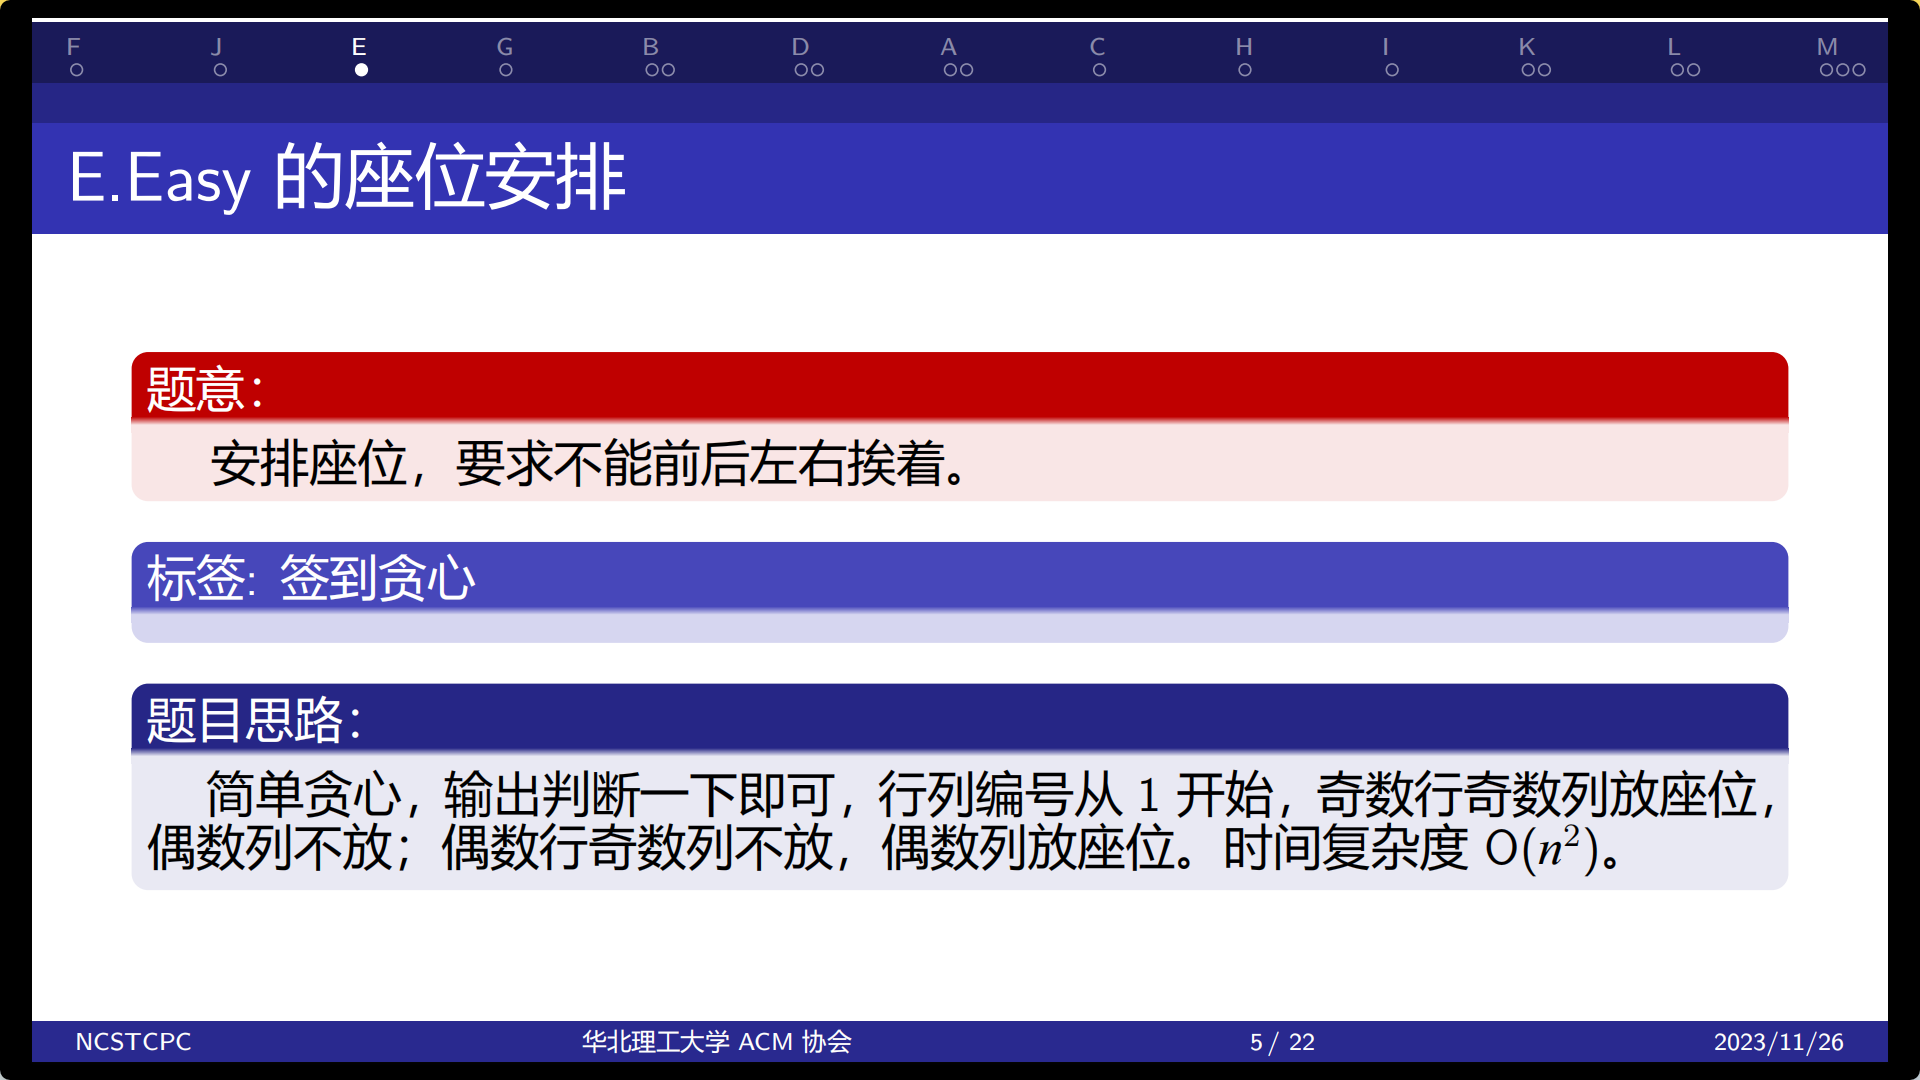 F J E G B D A C H I K L M
E.Easy 的座位安排
题意：
安排座位，要求不能前后左右挨着。
标签: 签到贪心
题目思路：
简单贪心，输出判断一下即可，行列编号从 1 开始，奇数行奇数列放座位，
偶数列不放；偶数行奇数列不放，偶数列放座位。时间复杂度 O(n²)。
NCSTCPC 华北理工大学 ACM 协会 5 / 22 2023/11/26